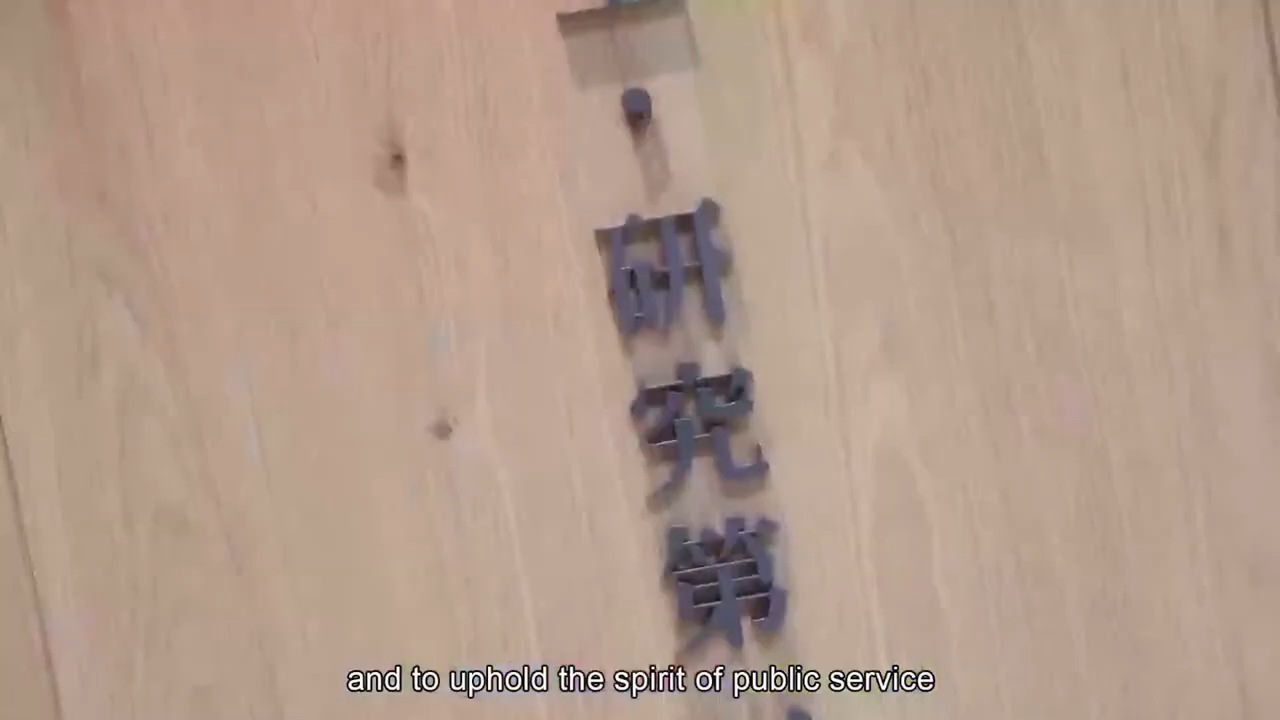 ・研究第
and to uphold the spirit of public service